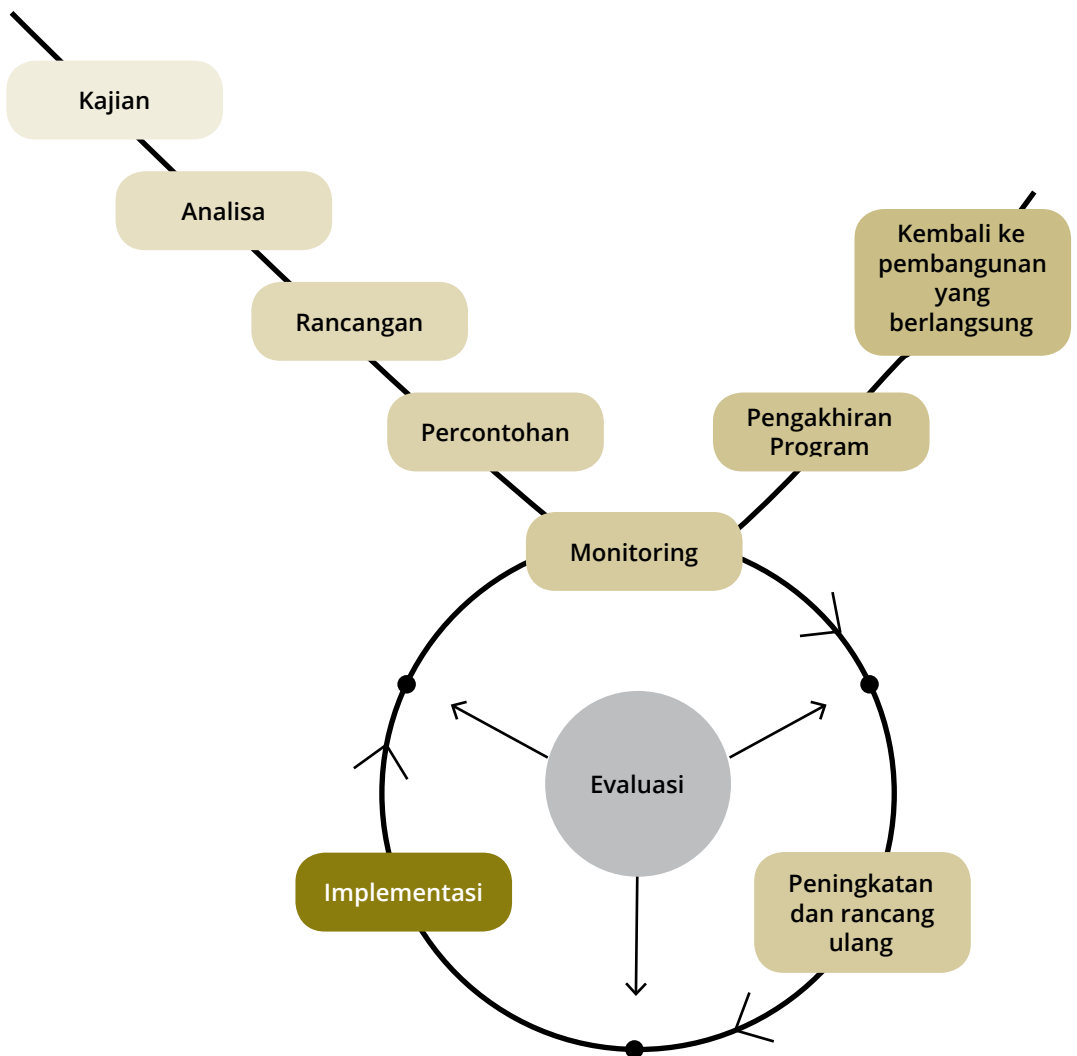 Kajian
Analisa
Rancangan
Percontohan
Kembali ke
pembangunan
yang
berlangsung
Pengakhiran
Program
Monitoring
Evaluasi
Implementasi
Peningkatan
dan rancang
ulang